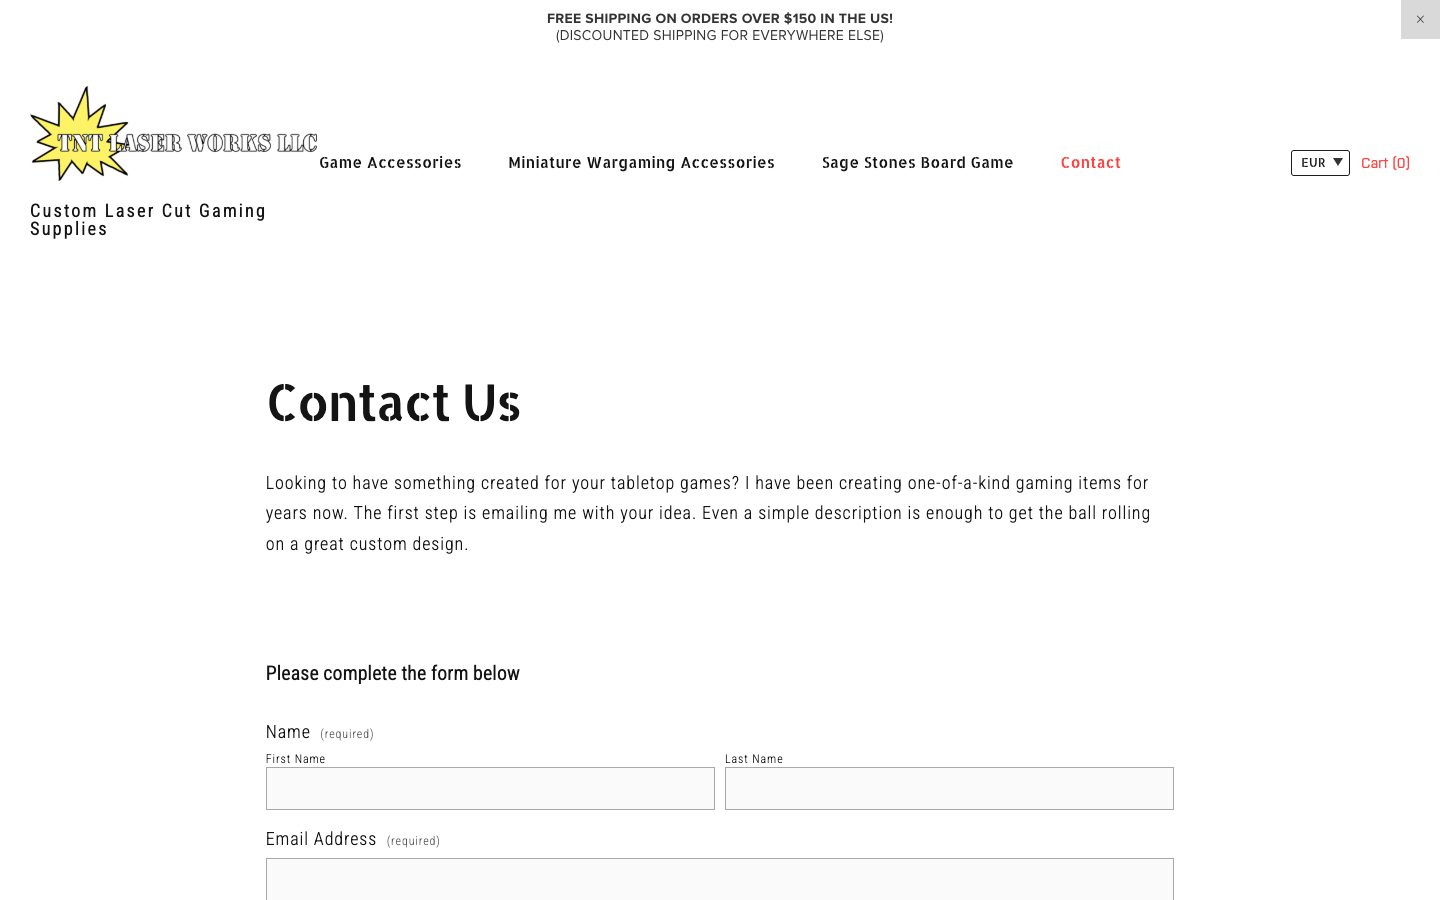 FREE SHIPPING ON ORDERS OVER $150 IN THE US!
(DISCOUNTED SHIPPING FOR EVERYWHERE ELSE)
TNT LASER WORKS LLC
Game Accessories
Miniature Wargaming Accessories
Sage Stones Board Game
Contact
EUR
Cart (0)
Custom Laser Cut Gaming
Supplies
Contact Us
Looking to have something created for your tabletop games? I have been creating one-of-a-kind gaming items for
years now. The first step is emailing me with your idea. Even a simple description is enough to get the ball rolling
on a great custom design.
Please complete the form below
Name (required)
First Name
Last Name
Email Address (required)